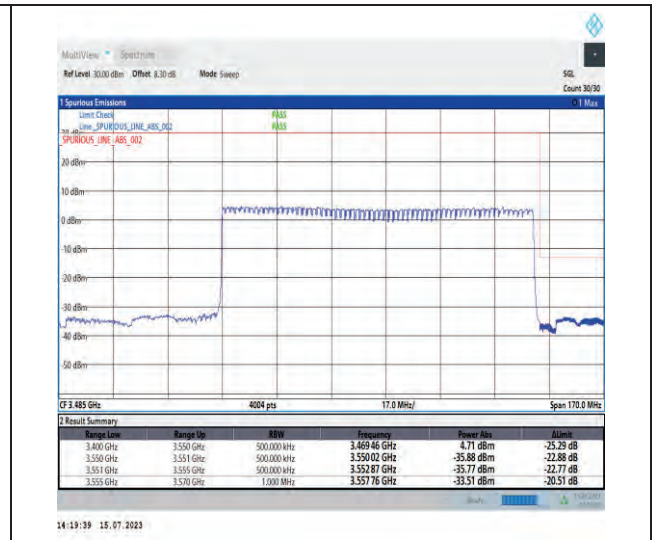 MultiView Spectrum
Ref Level 30.00 dBm Offset 8.30 dB Mode Sweep SGL
Count 30/30
1 Spurious Emissions 1 Max
Limit Check PASS
Line _SPURIOUS_LINE_ABS_002 PASS
SPURIOUS_LINE_ABS_002
20 dBm
10 dBm
0 dBm
-10 dBm
-20 dBm
-30 dBm
-40 dBm
-50 dBm
CF 3.485 GHz 4004 pts 17.0 MHz/ Span 170.0 MHz
2 Result Summary
Range Low Range Up RBW Frequency Power Abs ΔLimit
3.400 GHz 3.550 GHz 500.000 kHz 3.469 46 GHz 4.71 dBm -25.29 dB
3.550 GHz 3.551 GHz 500.000 kHz 3.550 02 GHz -35.88 dBm -22.88 dB
3.551 GHz 3.555 GHz 500.000 kHz 3.552 87 GHz -35.77 dBm -22.77 dB
3.555 GHz 3.570 GHz 1.000 MHz 3.557 76 GHz -33.51 dBm -20.51 dB
14:19:39 15.07.2023